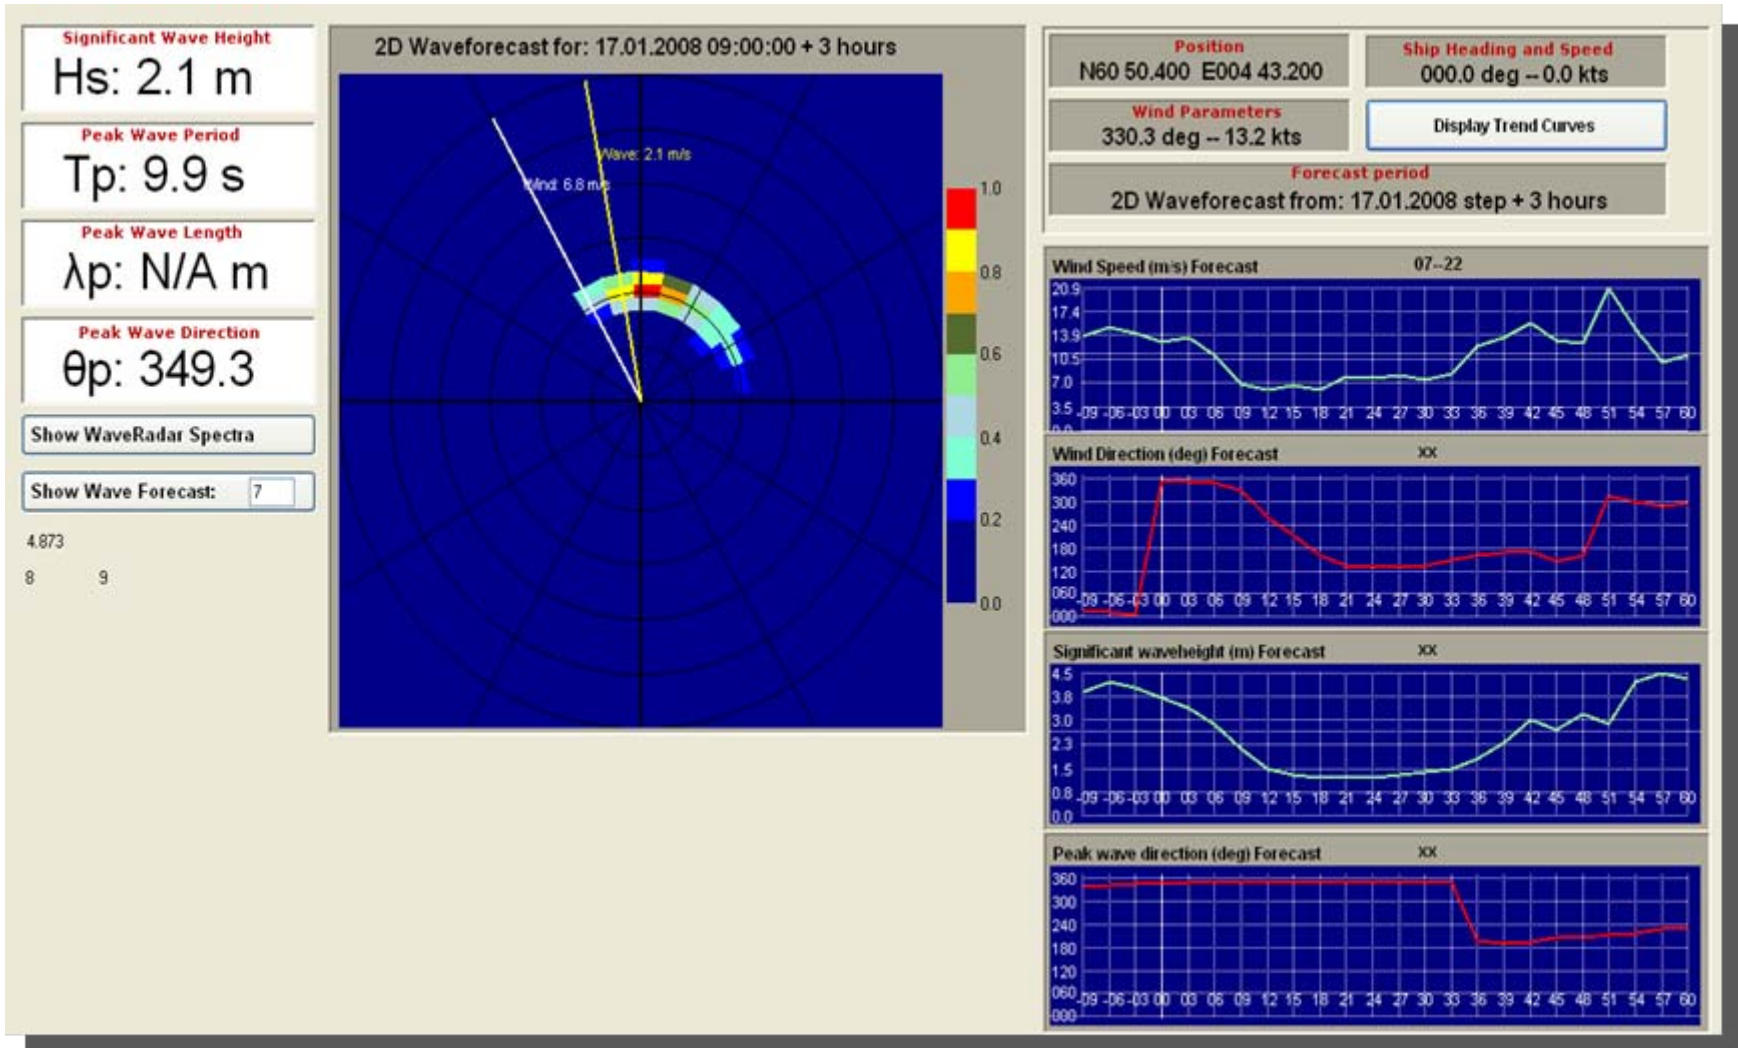 Significant Wave Height
Hs: 2.1 m
Peak Wave Period
Tp: 9.9 s
Peak Wave Length
λp: N/A m
Peak Wave Direction
θp: 349.3
Show WaveRadar Spectra
Show Wave Forecast: 7
4.873
8 9
2D Waveforecast for: 17.01.2008 09:00:00 + 3 hours
Wave: 2.1 m/s
Wind: 6.8 m/s
1.0
0.8
0.6
0.4
0.2
0.0
Position
N60 50.400 E004 43.200
Ship Heading and Speed
000.0 deg -- 0.0 kts
Wind Parameters
330.3 deg -- 13.2 kts
Display Trend Curves
Forecast period
2D Waveforecast from: 17.01.2008 step + 3 hours
Wind Speed (m/s) Forecast 07--22
20.9
17.4
13.9
10.5
7.0
3.5
-09 -06 -03 00 03 06 09 12 15 18 21 24 27 30 33 36 39 42 45 48 51 54 57 60
0.0
Wind Direction (deg) Forecast XX
360
300
240
180
120
060
-09 -06 -03 00 03 06 09 12 15 18 21 24 27 30 33 36 39 42 45 48 51 54 57 60
000
Significant waveheight (m) Forecast XX
4.5
3.8
3.0
2.3
1.5
0.8
-09 -06 -03 00 03 06 09 12 15 18 21 24 27 30 33 36 39 42 45 48 51 54 57 60
0.0
Peak wave direction (deg) Forecast XX
360
300
240
180
120
060
-09 -06 -03 00 03 06 09 12 15 18 21 24 27 30 33 36 39 42 45 48 51 54 57 60
000